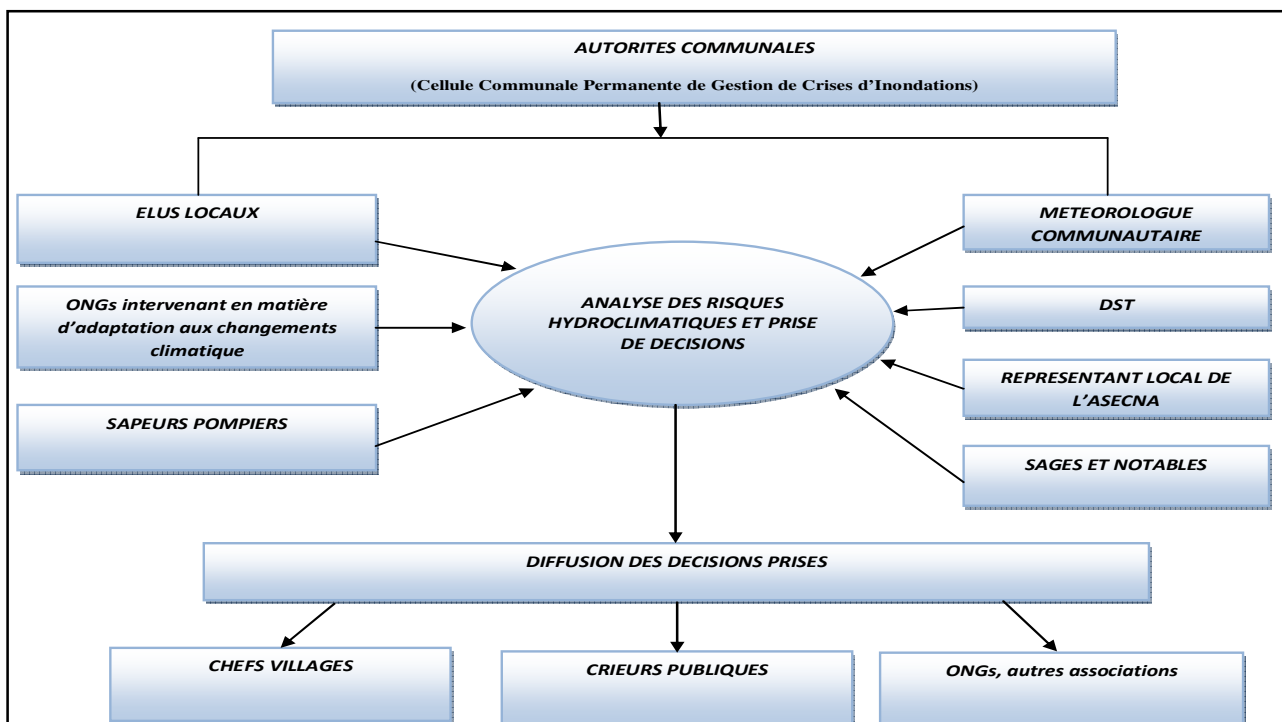 AUTORITES COMMUNALES
(Cellule Communale Permanente de Gestion de Crises d'Inondations)
ELUS LOCAUX
METEOROLOGUE
COMMUNAUTAIRE
ONGs intervenant en matière
d'adaptation aux changements
climatique
ANALYSE DES RISQUES
HYDROCLIMATIQUES ET PRISE
DE DECISIONS
DST
REPRESENTANT LOCAL DE
L'ASECNA
SAPEURS POMPIERS
SAGES ET NOTABLES
DIFFUSION DES DECISIONS PRISES
CHEFS VILLAGES
CRIEURS PUBLIQUES
ONGs, autres associations